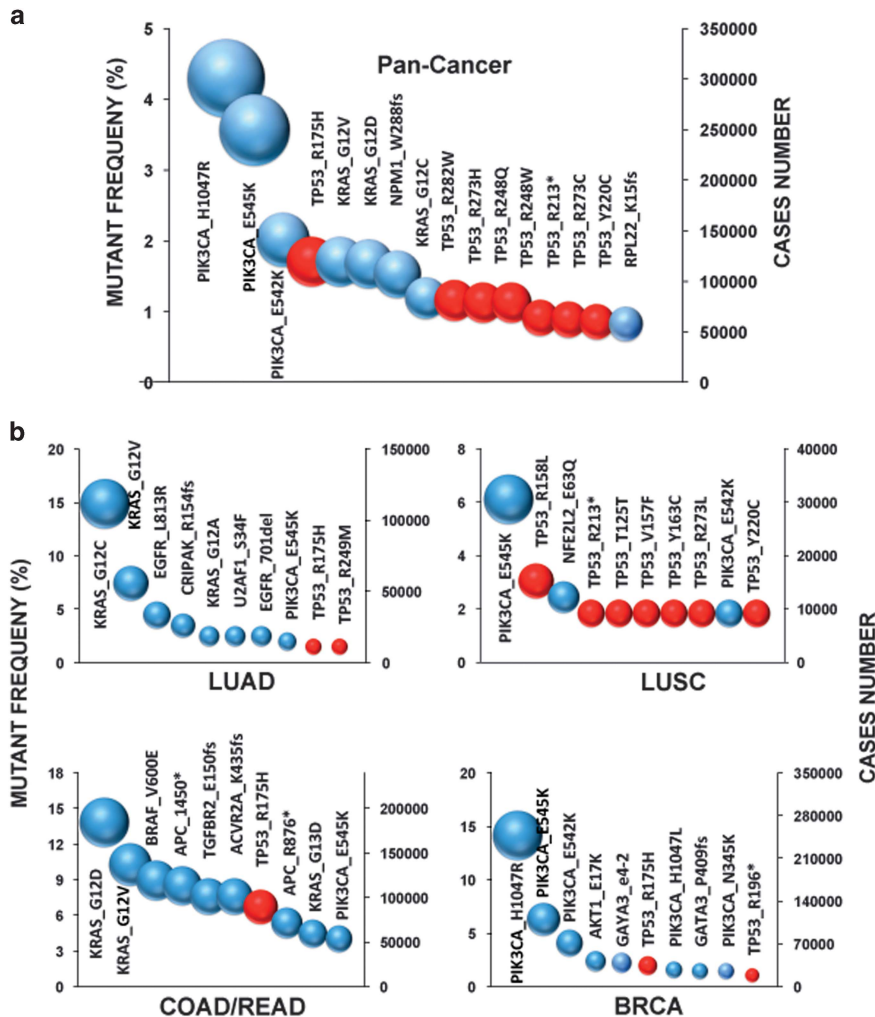 a
Pan-Cancer
MUTANT FREQUENY (%)
5
4
3
2
1
0
350000
300000
250000
200000
150000
100000
50000
0
CASES NUMBER
PIK3CA_H1047R
PIK3CA_E545K
PIK3CA_E542K
TP53_R175H
KRAS_G12V
KRAS_G12D
NPM1_W288fs
KRAS_G12C
TP53_R282W
TP53_R273H
TP53_R248Q
TP53_R248W
TP53_R213*
TP53_R273C
TP53_Y220C
RPL22_K15fs
b
MUTANT FREQUENY (%)
20
15
10
5
0
150000
100000
50000
0
KRAS_G12C
KRAS_G12V
EGFR_L813R
CRIPAK_R154fs
KRAS_G12A
U2AF1_S34F
EGFR_701del
PIK3CA_E545K
TP53_R175H
TP53_R249M
LUAD
8
6
4
2
0
40000
30000
20000
10000
0
PIK3CA_E545K
TP53_R158L
NFE2L2_E63Q
TP53_R213*
TP53_T125T
TP53_V157F
TP53_Y163C
TP53_R273L
PIK3CA_E542K
TP53_Y220C
LUSC
CASES NUMBER
18
15
12
9
6
3
0
200000
150000
100000
50000
0
KRAS_G12D
KRAS_G12V
BRAF_V600E
APC_1450*
TGFBR2_E150fs
ACVR2A_K435fs
TP53_R175H
APC_R876*
KRAS_G13D
PIK3CA_E545K
COAD/READ
20
15
10
5
0
350000
280000
210000
140000
70000
0
PIK3CA_H1047R
PIK3CA_E545K
PIK3CA_E542K
AKT1_E17K
GAYA3_e4-2
TP53_R175H
PIK3CA_H1047L
GATA3_P409fs
PIK3CA_N345K
TP53_R196*
BRCA